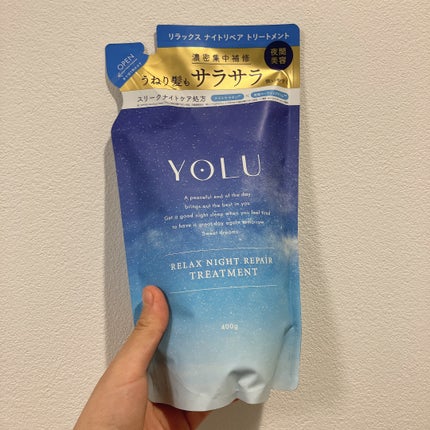 リラックス ナイトリペア トリートメント
OPEN
濃密集中補修
夜間
美容
うねり髪も
サラサラ
スリークナイトケア処方
YOLU
A peaceful end of the day
brings out the best in you.
Get a good night sleep when you feel tired
to have a great day again tomorrow.
Sweet dreams.
RELAX NIGHT REPAIR
TREATMENT
400g